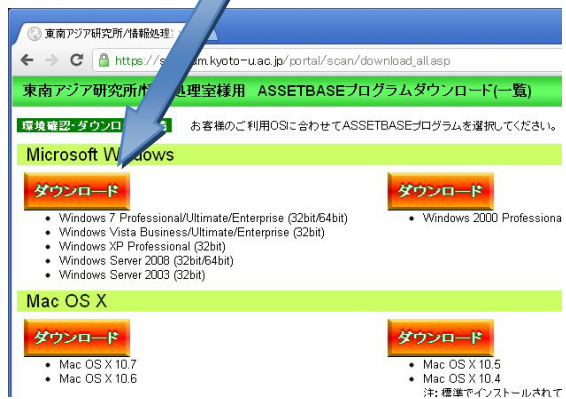 東南アジア研究所/情報処理
https://s m.kyoto-u.ac.jp/portal/scan/download_all.asp
東南アジア研究所/情 処理室様用 ASSETBASEプログラムダウンロード(一覧)
環境確認・ダウンロ お客様のご利用OSに合わせてASSETBASEプログラムを選択してください。
Microsoft Windows
ダウンロード ダウンロード
• Windows 7 Professional/Ultimate/Enterprise (32bit/64bit) • Windows 2000 Professiona
• Windows Vista Business/Ultimate/Enterprise (32bit)
• Windows XP Professional (32bit)
• Windows Server 2008 (32bit/64bit)
• Windows Server 2003 (32bit)
Mac OS X
ダウンロード ダウンロード
• Mac OS X 10.7 • Mac OS X 10.5
• Mac OS X 10.6 • Mac OS X 10.4
注: 標準でインストールされて